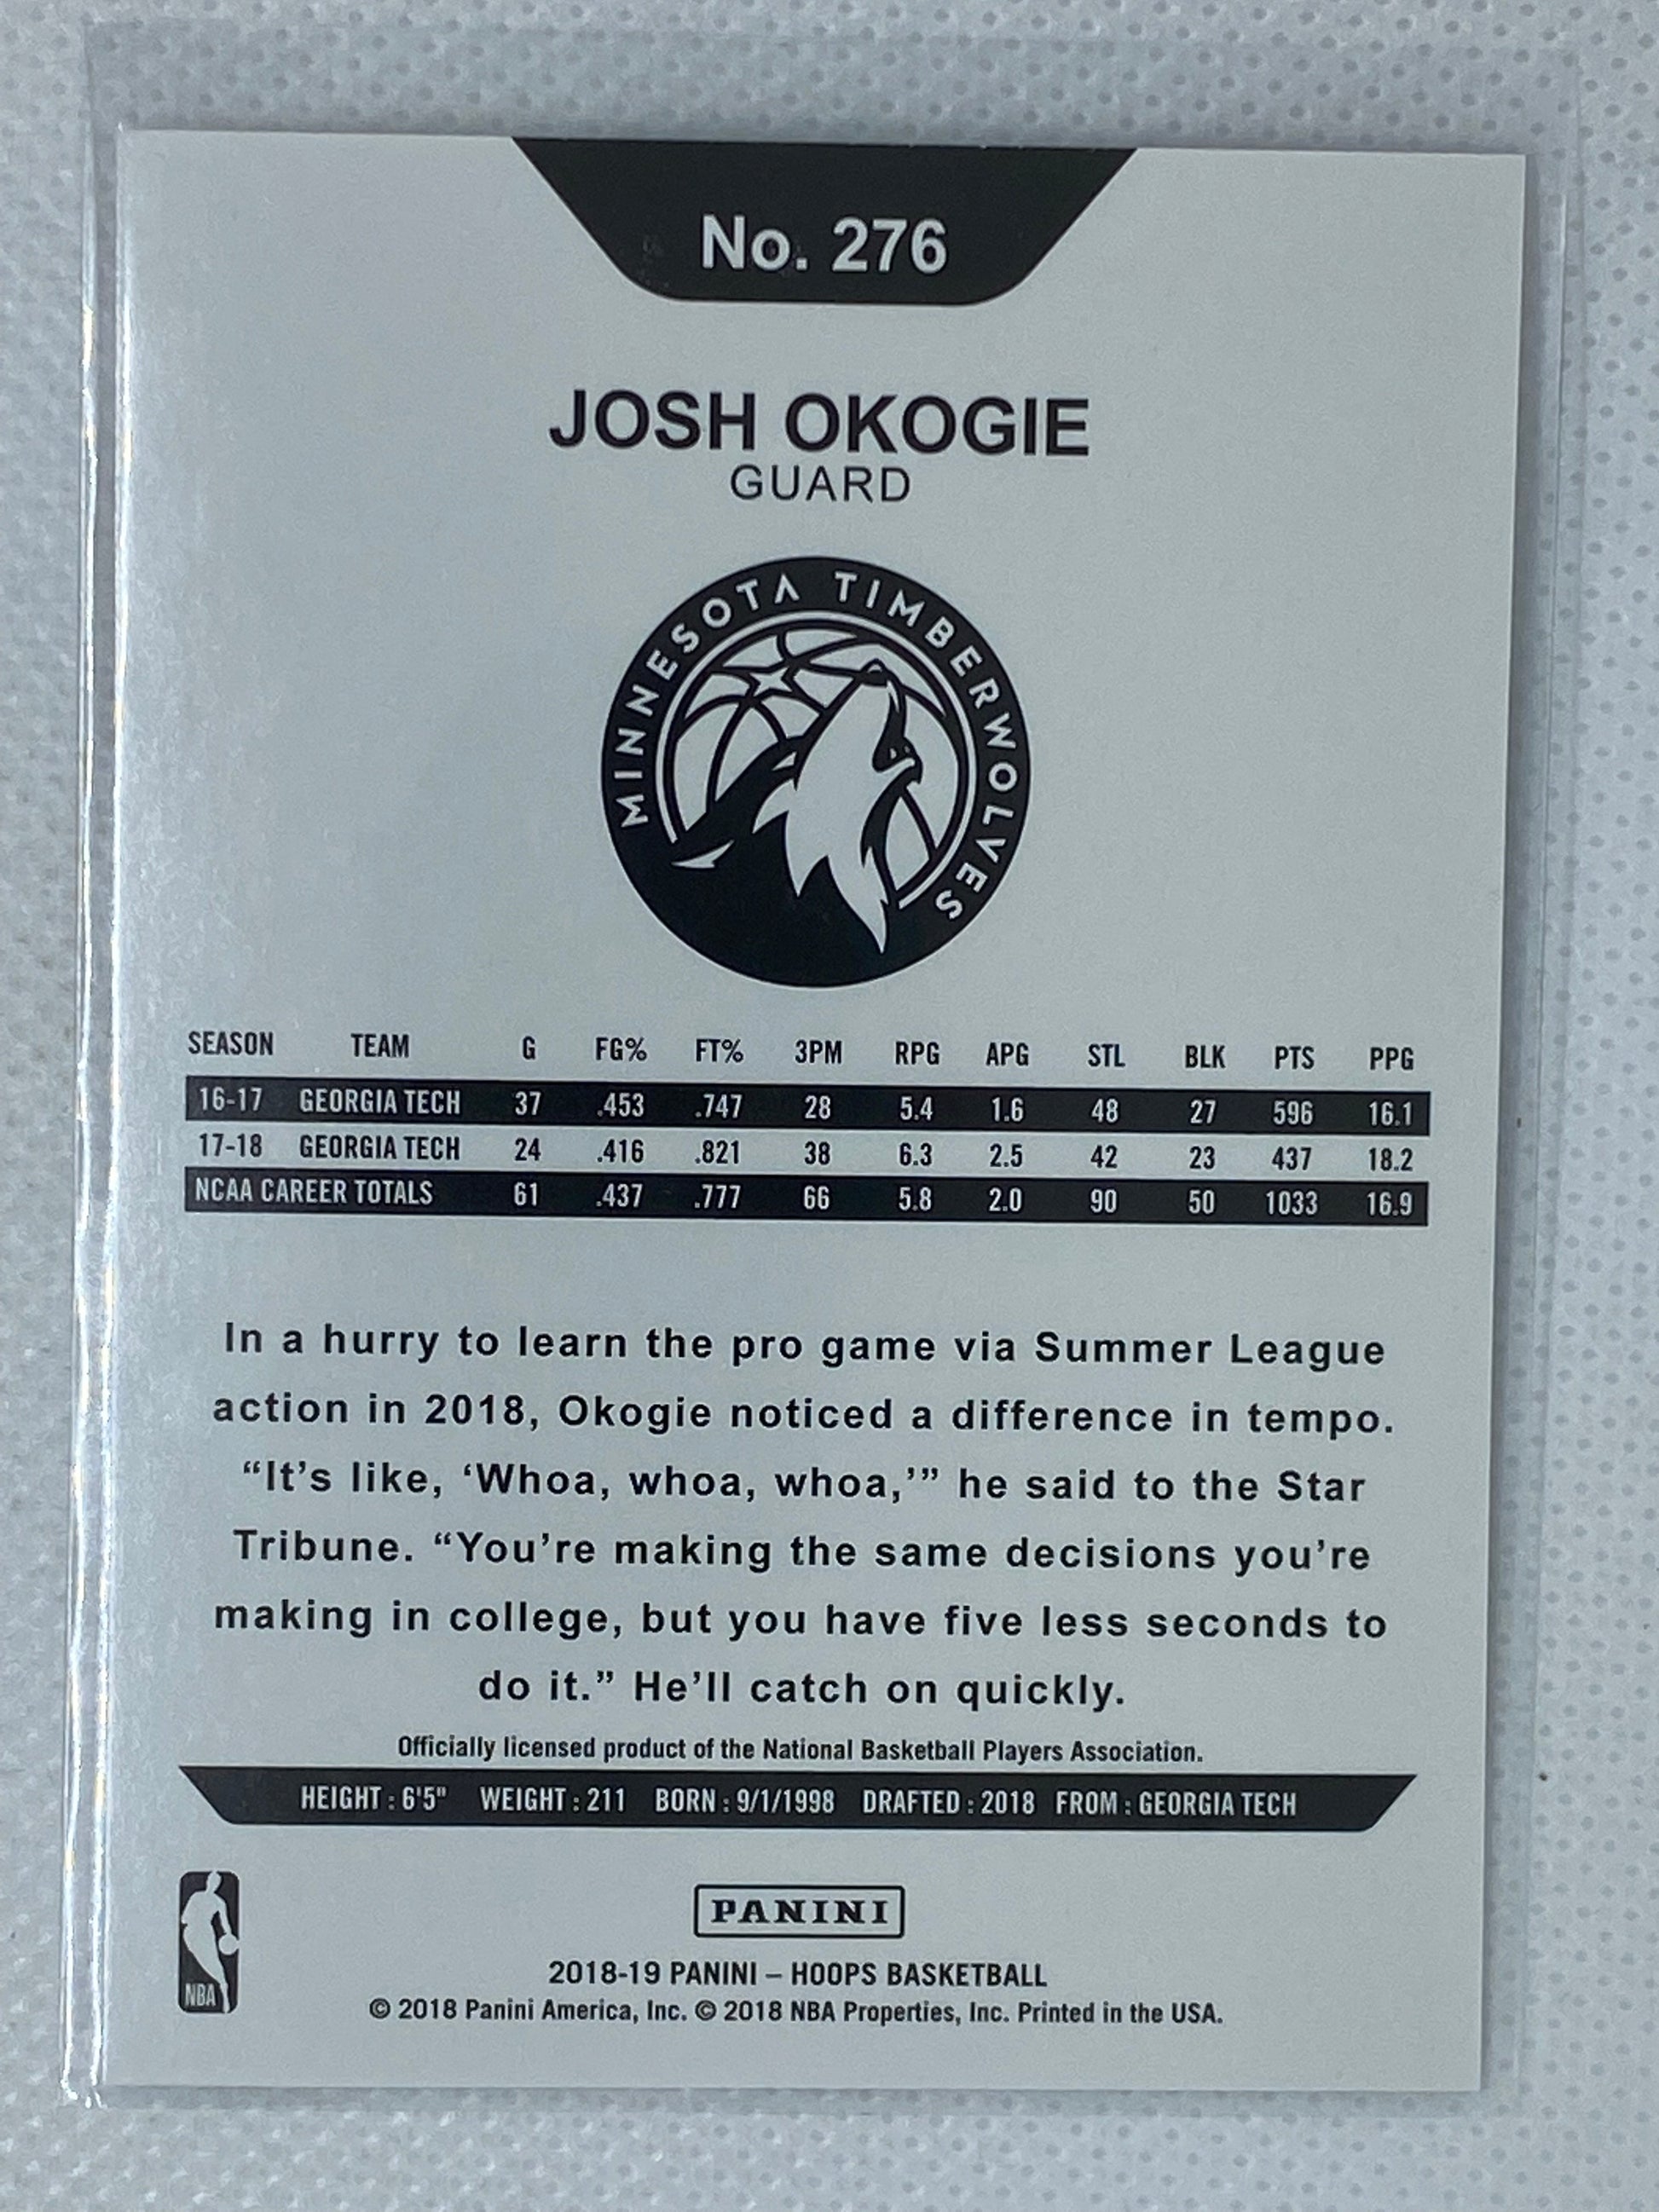 No. 276
JOSH OKOGIE
GUARD
MINNESOTA TIMBERWOLVES
SEASON TEAM G FG% FT% 3PM RPG APG STL BLK PTS PPG
16-17 GEORGIA TECH 37 .453 .747 28 5.4 1.6 48 27 596 16.1
17-18 GEORGIA TECH 24 .416 .821 38 6.3 2.5 42 23 437 18.2
NCAA CAREER TOTALS 61 .437 .777 66 5.8 2.0 90 50 1033 16.9
In a hurry to learn the pro game via Summer League
action in 2018, Okogie noticed a difference in tempo.
“It’s like, ‘Whoa, whoa, whoa,’” he said to the Star
Tribune. “You’re making the same decisions you’re
making in college, but you have five less seconds to
do it.” He’ll catch on quickly.
Officially licensed product of the National Basketball Players Association.
HEIGHT : 6'5" WEIGHT : 211 BORN : 9/1/1998 DRAFTED : 2018 FROM : GEORGIA TECH
NBA
PANINI
2018-19 PANINI – HOOPS BASKETBALL
© 2018 Panini America, Inc. © 2018 NBA Properties, Inc. Printed in the USA.